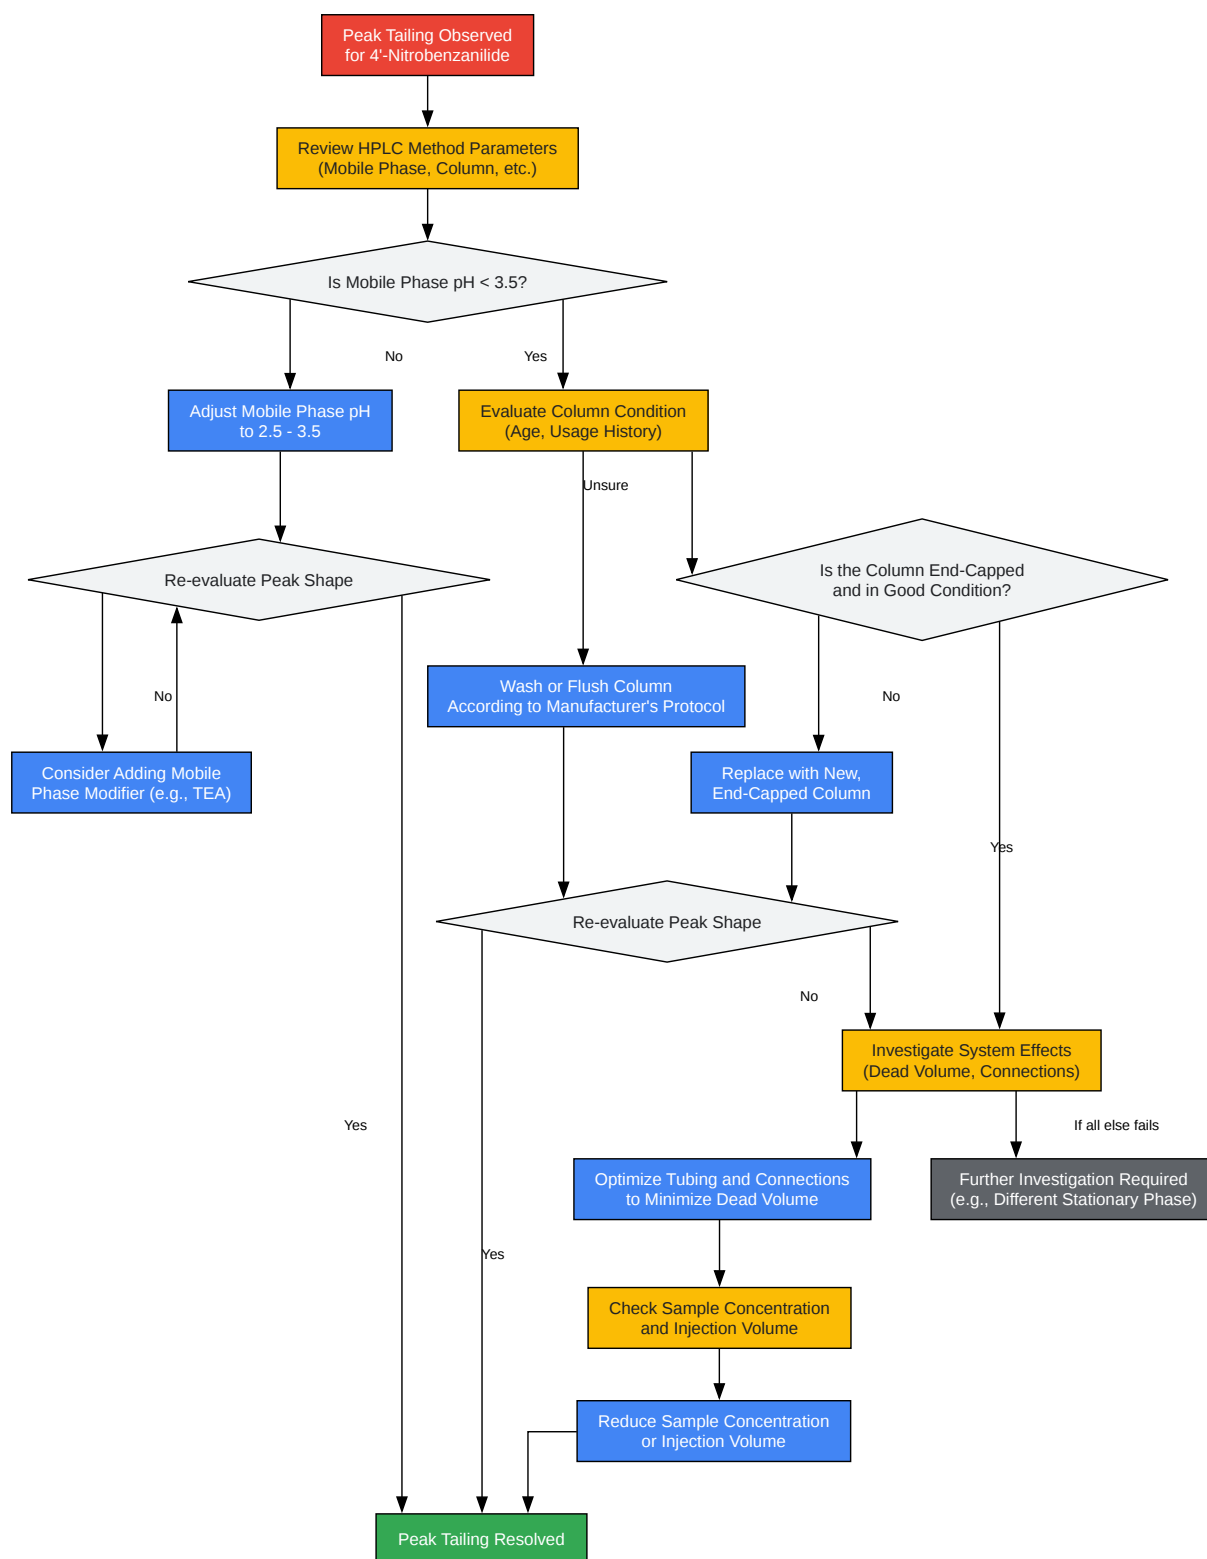 Peak Tailing Observed
for 4'-Nitrobenzanilide
Review HPLC Method Parameters
(Mobile Phase, Column, etc.)
Is Mobile Phase pH < 3.5?
No
Yes
Adjust Mobile Phase pH
to 2.5 - 3.5
Evaluate Column Condition
(Age, Usage History)
Unsure
Re-evaluate Peak Shape
Is the Column End-Capped
and in Good Condition?
No
Wash or Flush Column
According to Manufacturer's Protocol
No
Consider Adding Mobile
Phase Modifier (e.g., TEA)
Replace with New,
End-Capped Column
Yes
Re-evaluate Peak Shape
No
Investigate System Effects
(Dead Volume, Connections)
Yes
If all else fails
Optimize Tubing and Connections
to Minimize Dead Volume
Further Investigation Required
(e.g., Different Stationary Phase)
Yes
Check Sample Concentration
and Injection Volume
Reduce Sample Concentration
or Injection Volume
Peak Tailing Resolved